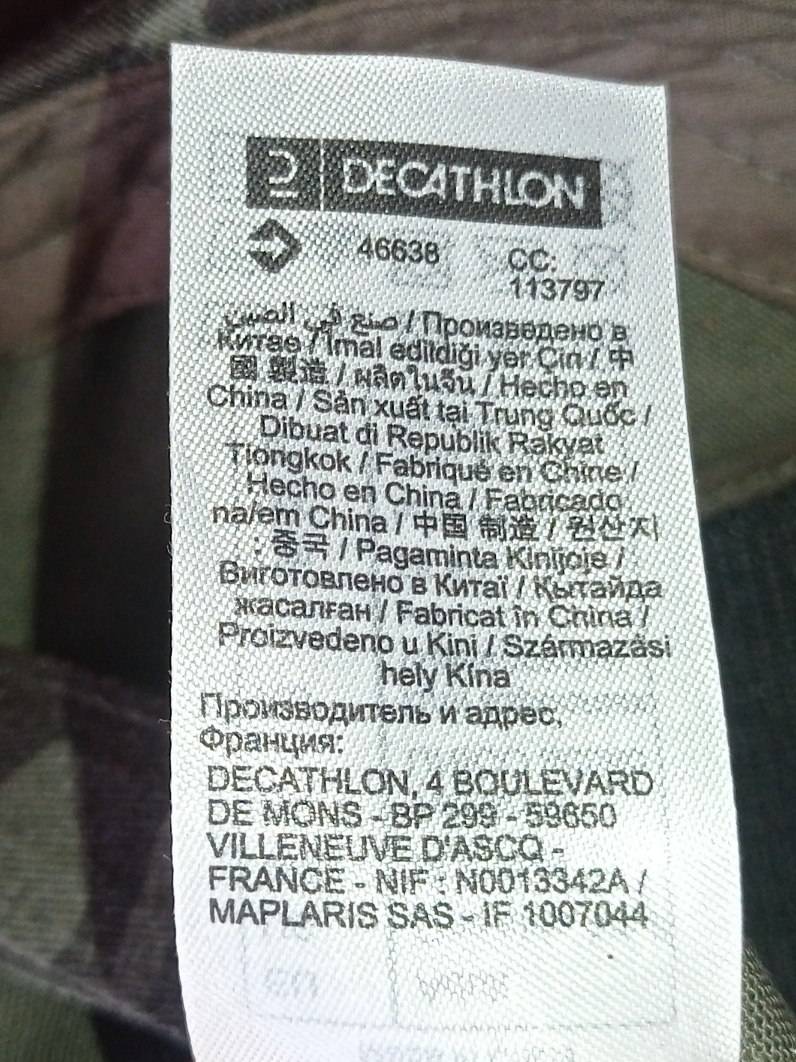 DECATHLON
46638 CC:
113797
صنع في الصين / Произведено в
Китае / İmal edildiği yer Çin / 中
國 製造 / ผลิตในจีน / Hecho en
China / Sản xuất tại Trung Quốc /
Dibuat di Republik Rakyat
Tiongkok / Fabriqué en Chine /
Hecho en China / Fabricado
na/em China / 中国 制造 / 원산지
: 중국 / Pagaminta Kinijoje /
Виготовлено в Китаї / Қытайда
жасалған / Fabricat în China /
Proizvedeno u Kini / Származási
hely Kína
Производитель и адрес,
Франция:
DECATHLON, 4 BOULEVARD
DE MONS - BP 299 - 59650
VILLENEUVE D'ASCQ -
FRANCE - NIF : N0013342A /
MAPLARIS SAS - IF 1007044